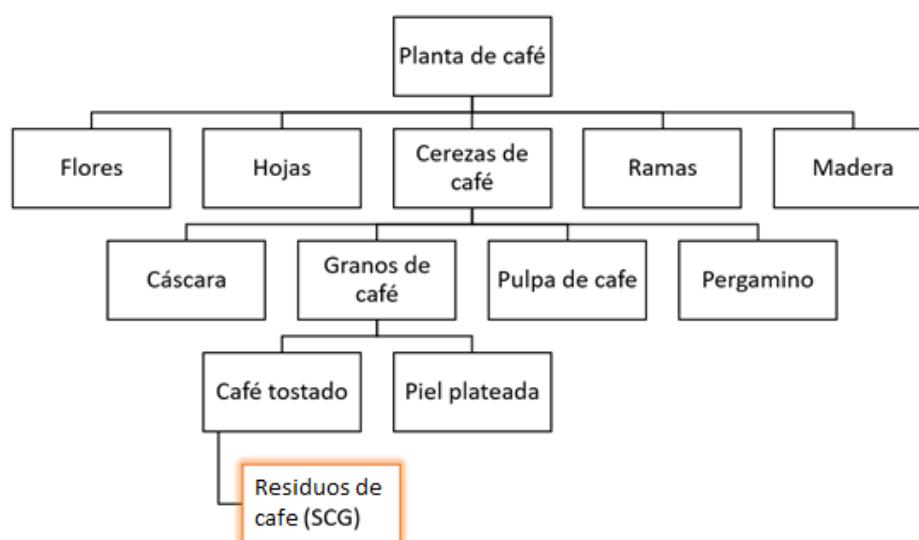 Planta de café
Flores
Hojas
Cerezas de
café
Ramas
Madera
Cáscara
Granos de
café
Pulpa de cafe
Pergamino
Café tostado
Piel plateada
Residuos de
cafe (SCG)